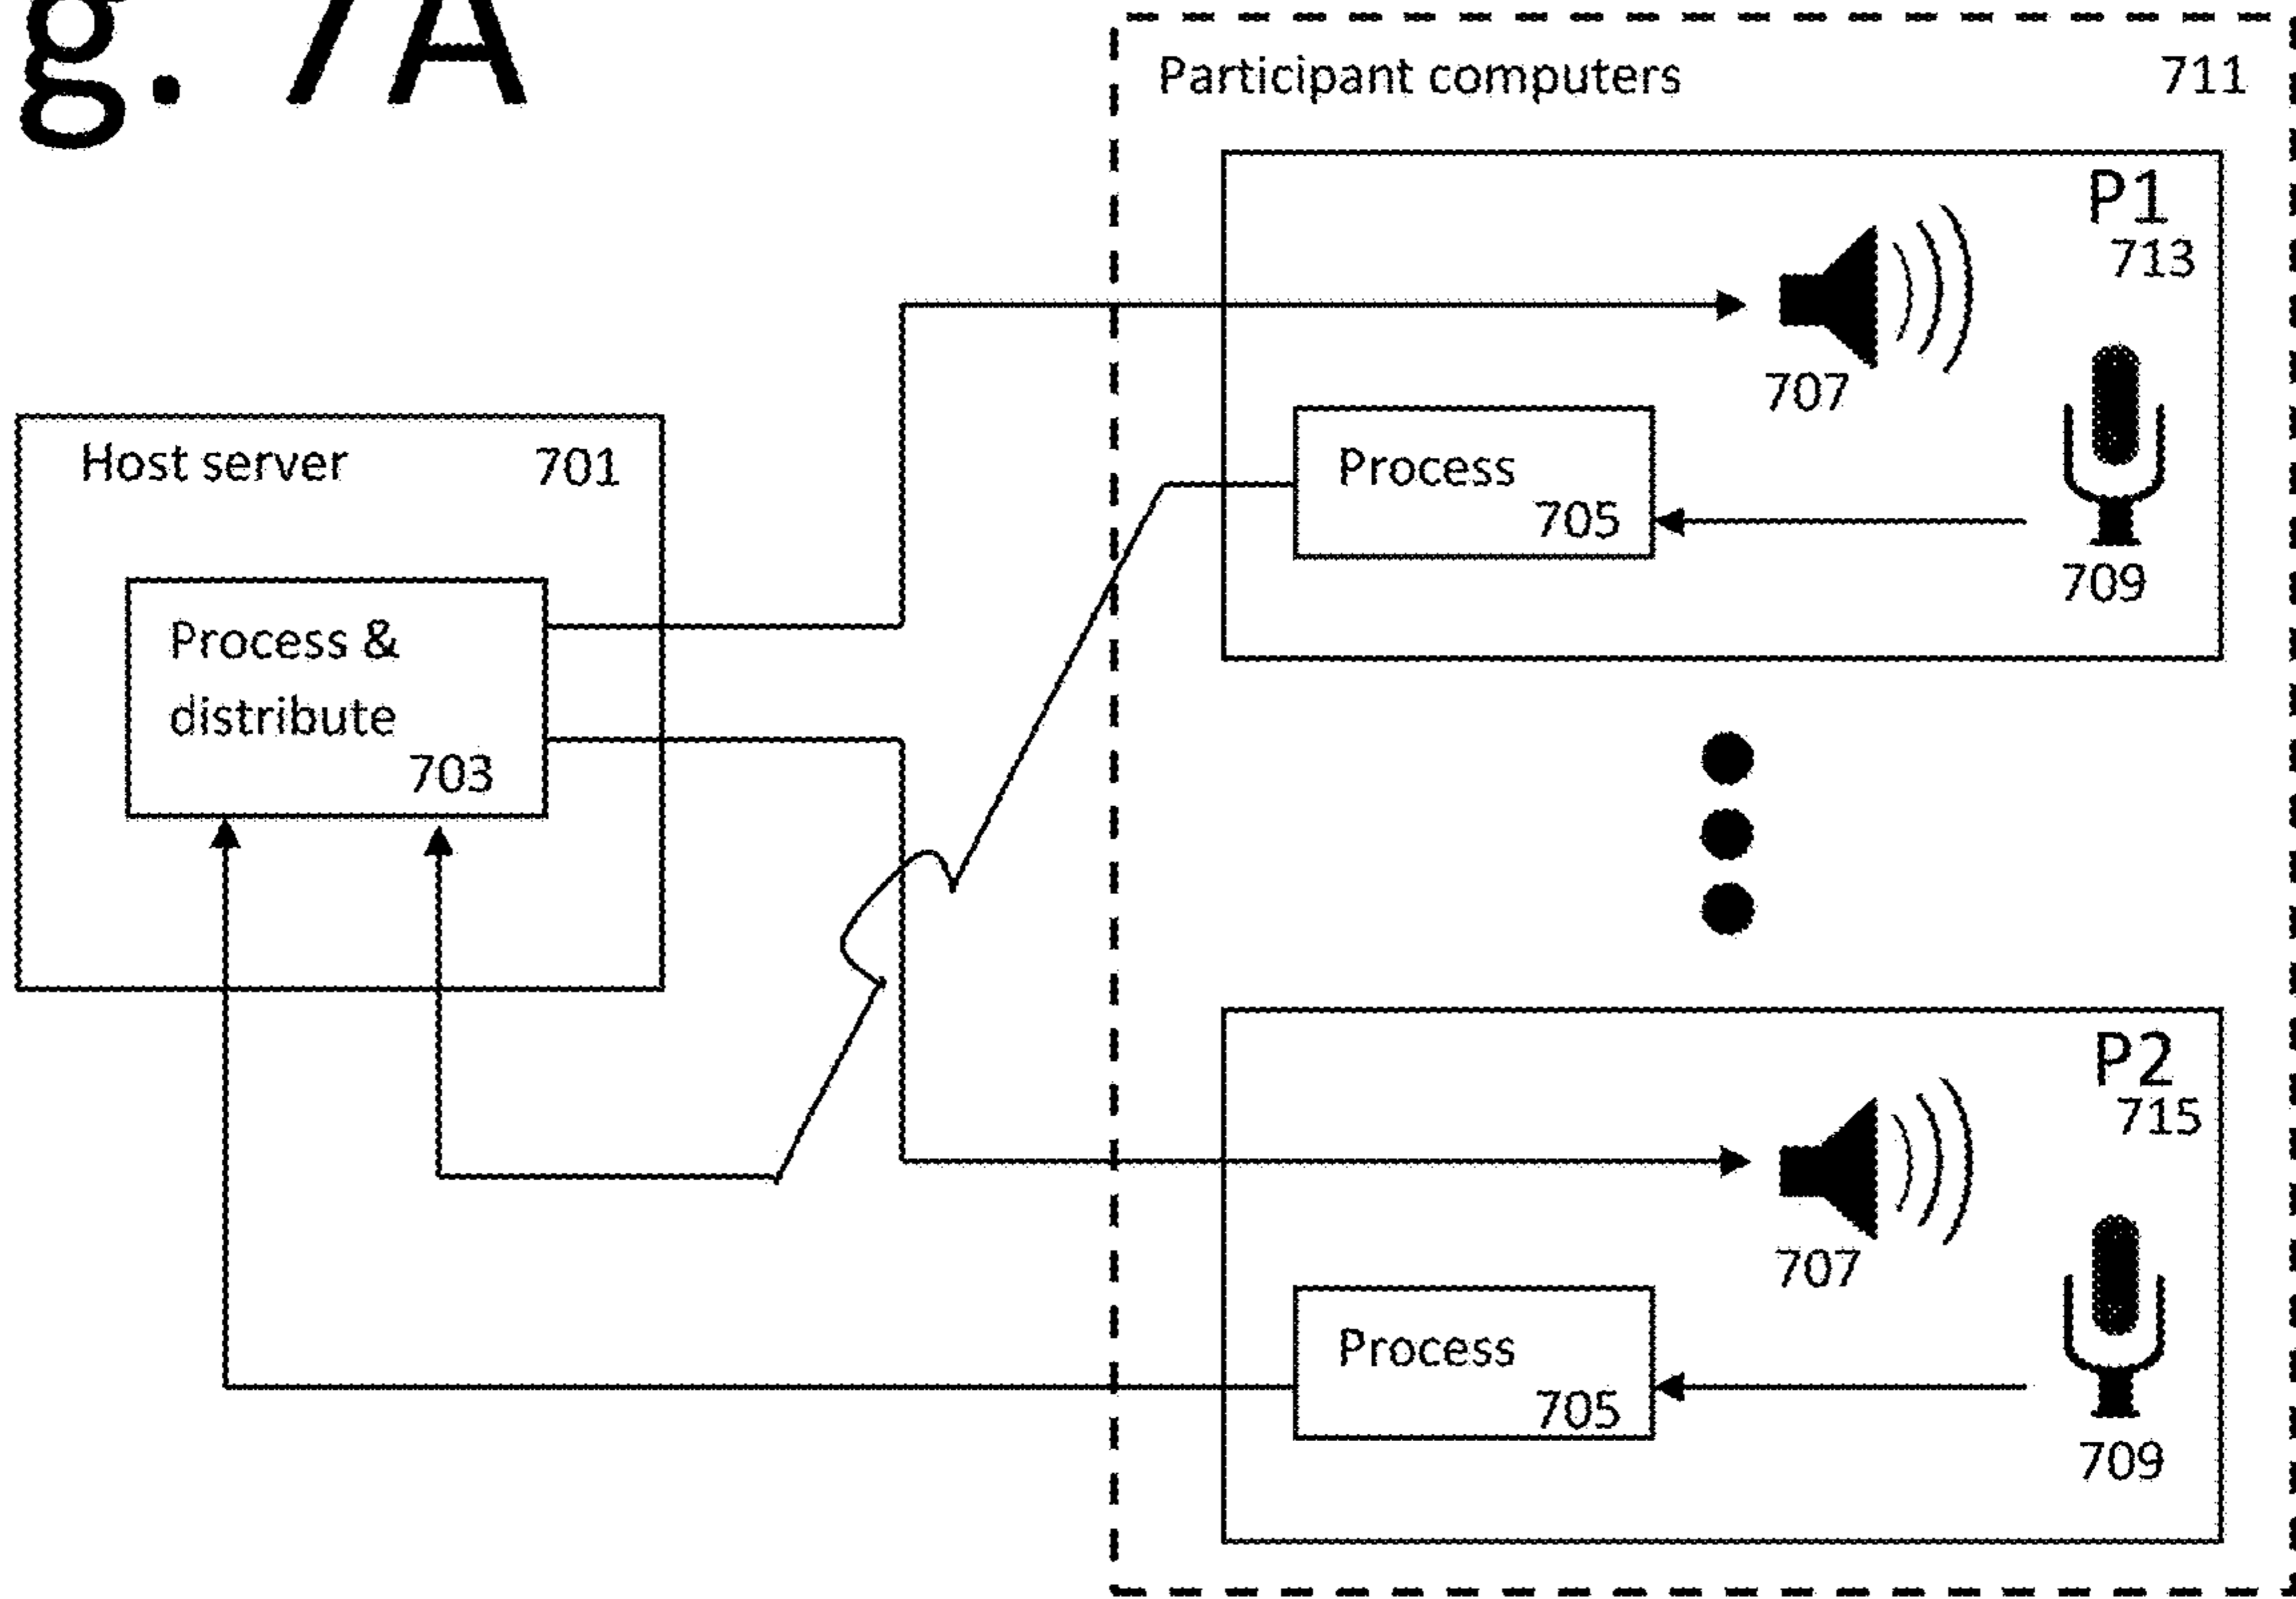 g. 7A
Participant computers 711
P1
713
707
Process
705
709
Host server 701
Process &
distribute
703
P2
715
707
Process
705
709